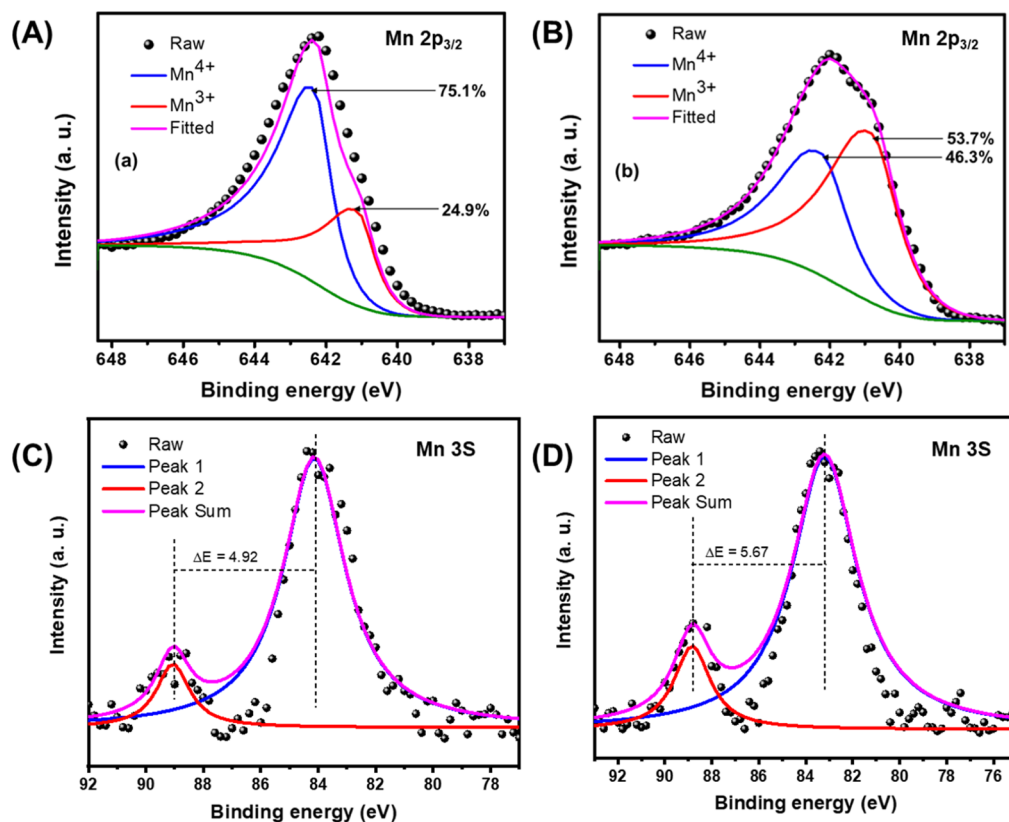 (A)
Mn 2p3/2
Raw
Mn4+
Mn3+
Fitted
(a)
75.1%
24.9%
Intensity (a. u.)
648 646 644 642 640 638
Binding energy (eV)
(B)
Mn 2p3/2
Raw
Mn4+
Mn3+
Fitted
(b)
53.7%
46.3%
Intensity (a. u.)
648 646 644 642 640 638
Binding energy (eV)
(C)
Mn 3S
Raw
Peak 1
Peak 2
Peak Sum
ΔE = 4.92
Intensity (a. u.)
92 90 88 86 84 82 80 78
Binding energy (eV)
(D)
Mn 3S
Raw
Peak 1
Peak 2
Peak Sum
ΔE = 5.67
Intensity (a. u.)
92 90 88 86 84 82 80 78 76
Binding energy (eV)